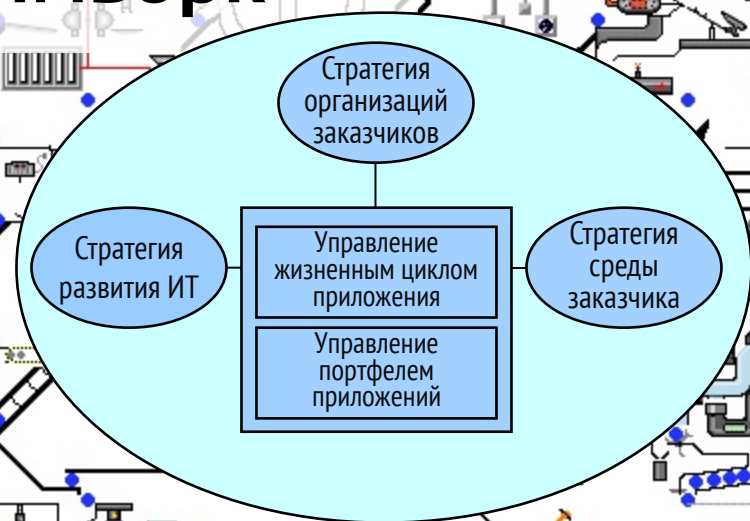 Стратегия
организаций
заказчиков
Стратегия
развития ИТ
Управление
жизненным циклом
приложения
Управление
портфелем
приложений
Стратегия
среды
заказчика